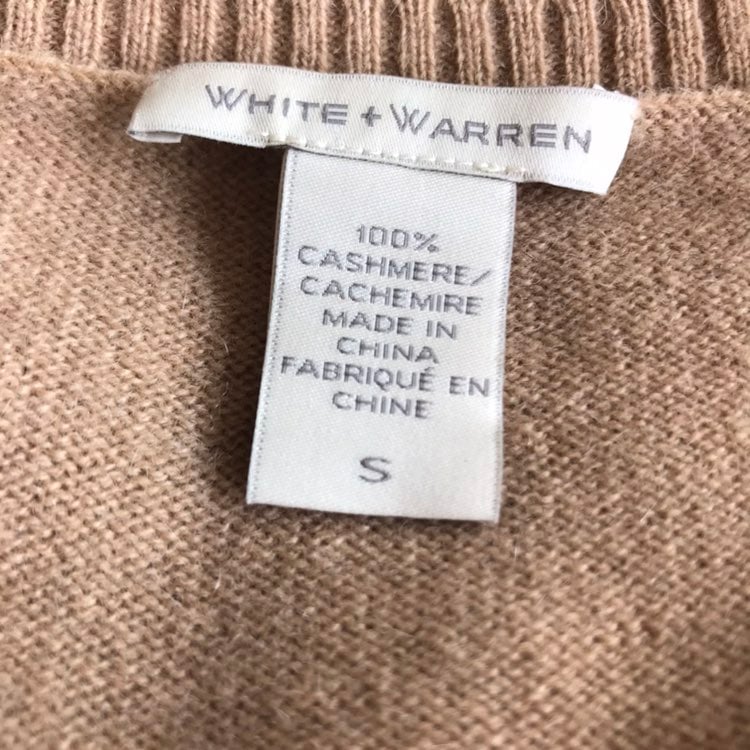 WHITE + WARREN
100%
CASHMERE/
CACHEMIRE
MADE IN
CHINA
FABRIQUÉ EN
CHINE
S